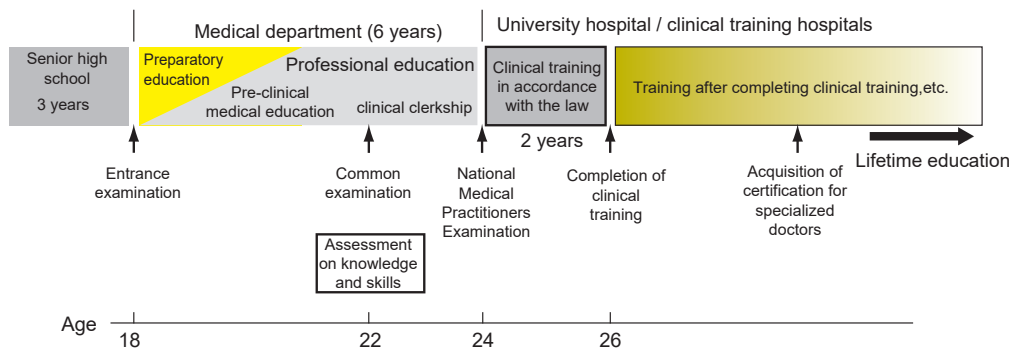 Medical department (6 years)
University hospital / clinical training hospitals
Senior high
school
3 years
Preparatory
education
Professional education
Pre-clinical
medical education
clinical clerkship
Clinical training
in accordance
with the law
Training after completing clinical training,etc.
2 years
Lifetime education
Entrance
examination
Common
examination
National
Medical
Practitioners
Examination
Completion of
clinical
training
Acquisition of
certification for
specialized
doctors
Assessment
on knowledge
and skills
Age
18
22
24
26